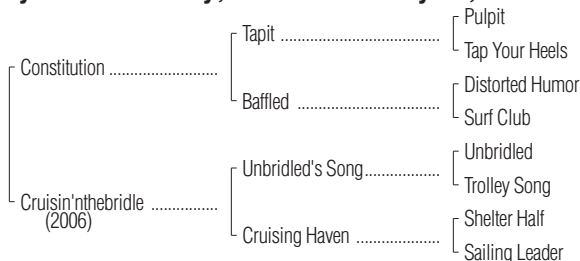 Pulpit
Tapit
Tap Your Heels
Constitution
Distorted Humor
Baffled
Surf Club
Unbridled
Unbridled's Song
Trolley Song
Cruisin'nthebridle
(2006)
Shelter Half
Cruising Haven
Sailing Leader